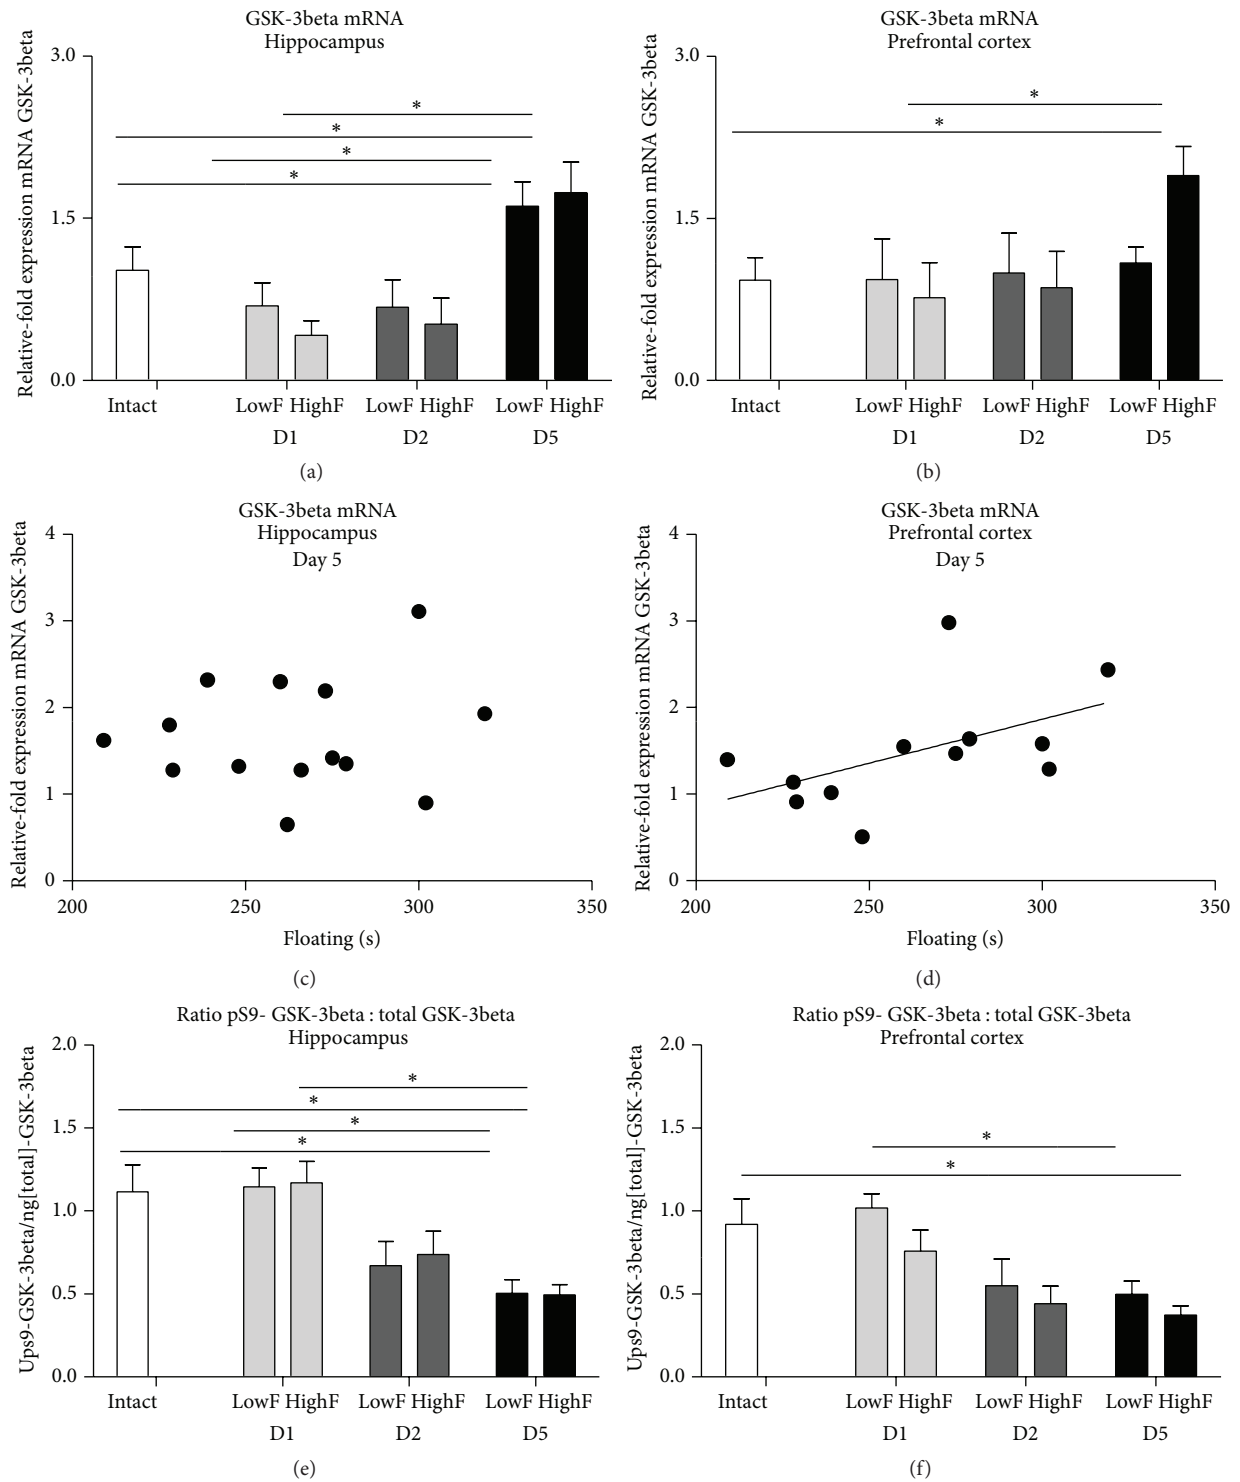 GSK-3beta mRNA
Hippocampus
Relative-fold expression mRNA GSK-3beta
3.0
1.5
0.0
*
*
*
*
Intact
LowF HighF LowF HighF LowF HighF
D1 D2 D5
(a)
GSK-3beta mRNA
Prefrontal cortex
Relative-fold expression mRNA GSK-3beta
3.0
1.5
0.0
*
*
Intact
LowF HighF LowF HighF LowF HighF
D1 D2 D5
(b)
GSK-3beta mRNA
Hippocampus
Day 5
Relative-fold expression mRNA GSK-3beta
4
3
2
1
0
200 250 300 350
Floating (s)
(c)
GSK-3beta mRNA
Prefrontal cortex
Day 5
Relative-fold expression mRNA GSK-3beta
4
3
2
1
0
200 250 300 350
Floating (s)
(d)
Ratio pS9- GSK-3beta : total GSK-3beta
Hippocampus
Ups9-GSK-3beta/ng[total]-GSK-3beta
2.0
1.5
1.0
0.5
0.0
*
*
*
*
Intact
LowF HighF LowF HighF LowF HighF
D1 D2 D5
(e)
Ratio pS9- GSK-3beta : total GSK-3beta
Prefrontal cortex
Ups9-GSK-3beta/ng[total]-GSK-3beta
2.0
1.5
1.0
0.5
0.0
*
*
Intact
LowF HighF LowF HighF LowF HighF
D1 D2 D5
(f)